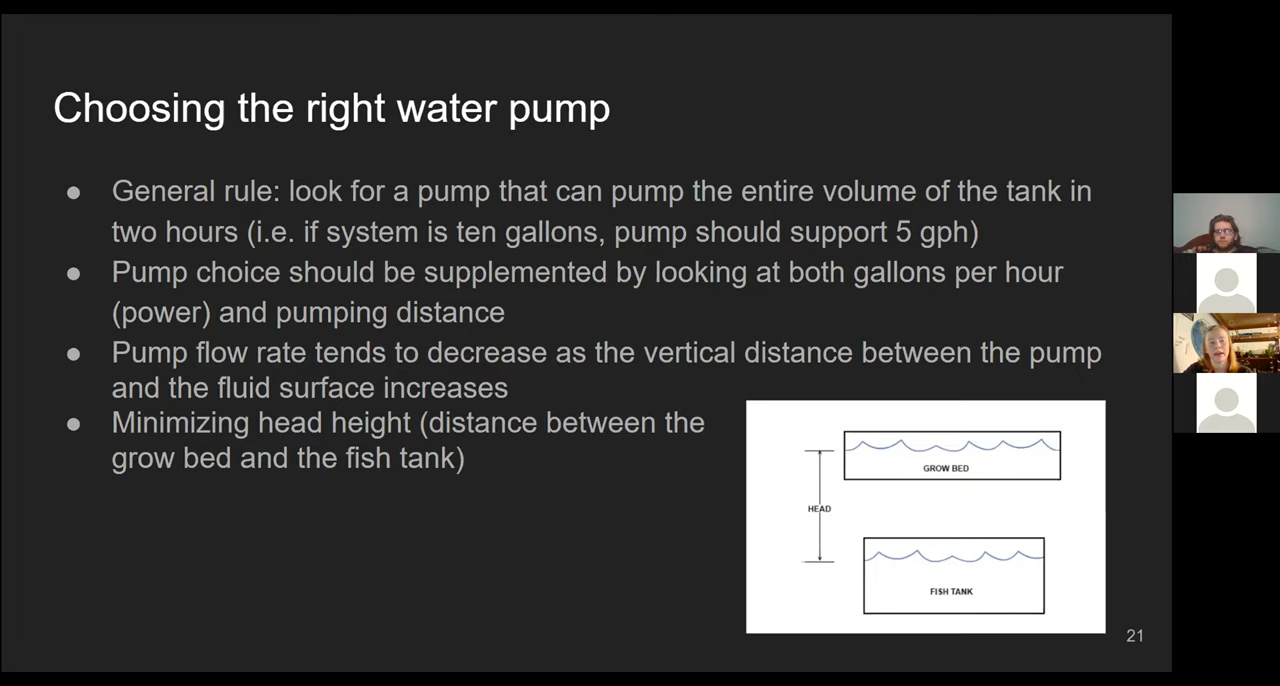 Choosing the right water pump
● General rule: look for a pump that can pump the entire volume of the tank in
two hours (i.e. if system is ten gallons, pump should support 5 gph)
● Pump choice should be supplemented by looking at both gallons per hour
(power) and pumping distance
● Pump flow rate tends to decrease as the vertical distance between the pump
and the fluid surface increases
● Minimizing head height (distance between the
grow bed and the fish tank)
GROW BED
HEAD
FISH TANK
21